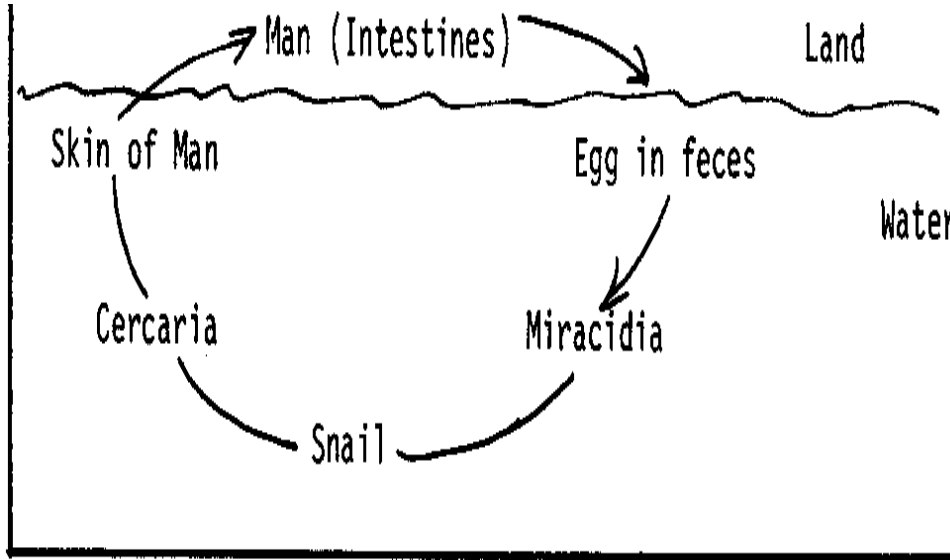 Man (Intestines)
Land
Skin of Man
Egg in feces
Water
Cercaria
Miracidia
Snail